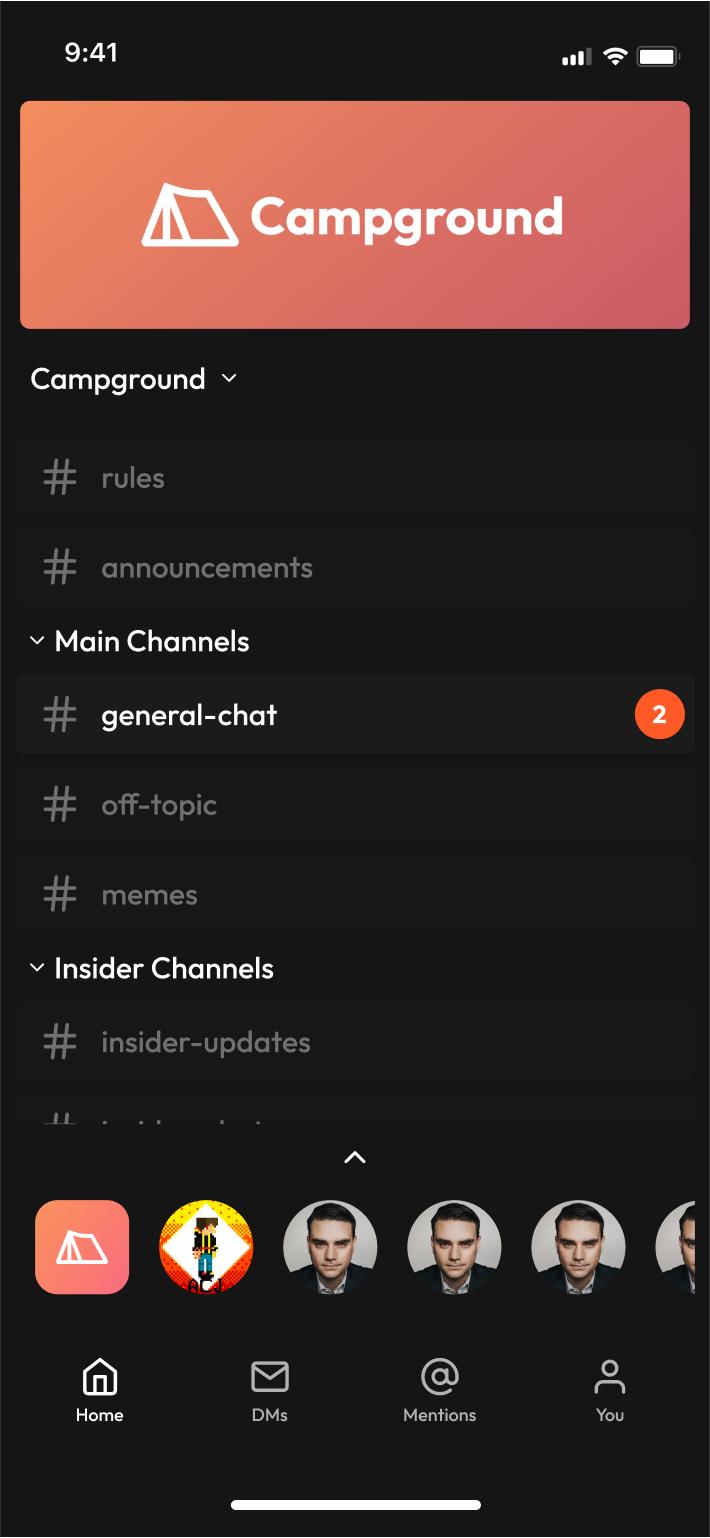 9:41
Campground
Campground
# rules
# announcements
Main Channels
# general-chat 2
# off-topic
# memes
Insider Channels
# insider-updates
ACJ
Home DMs Mentions You